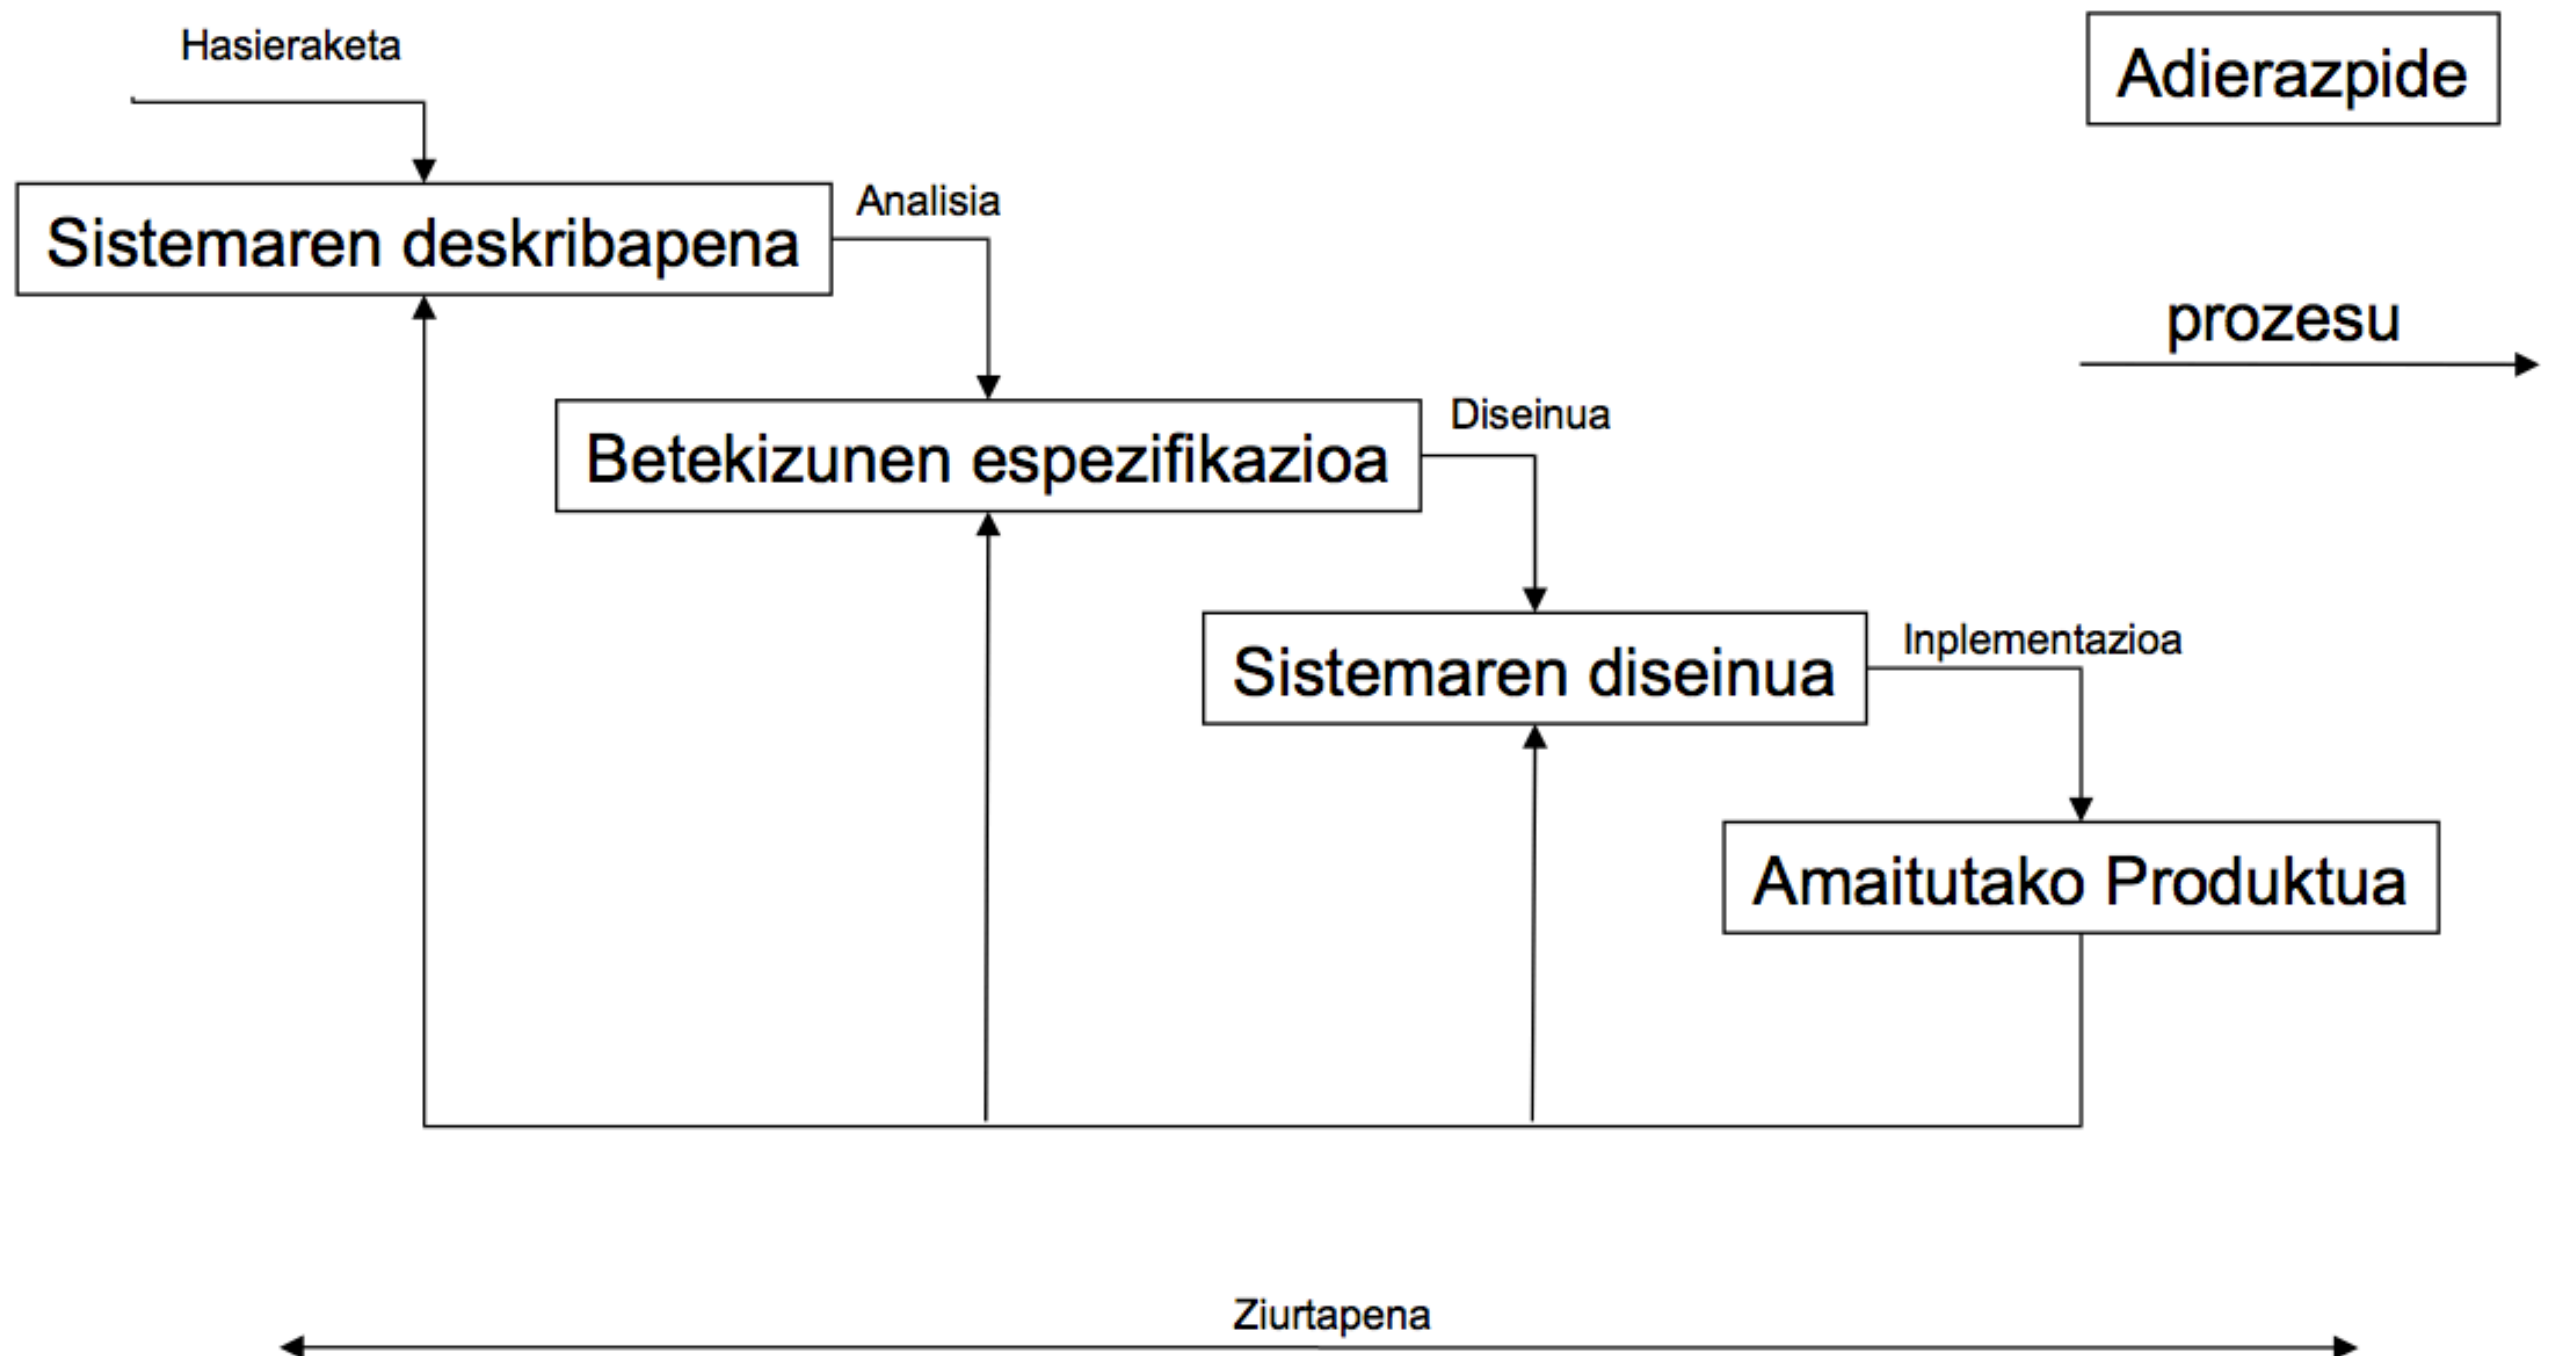 Hasieraketa
Adierazpide
Sistemaren deskribapena
Analisia
prozesu
Betekizunen espezifikazioa
Diseinua
Sistemaren diseinua
Inplementazioa
Amaitutako Produktua
Ziurtapena